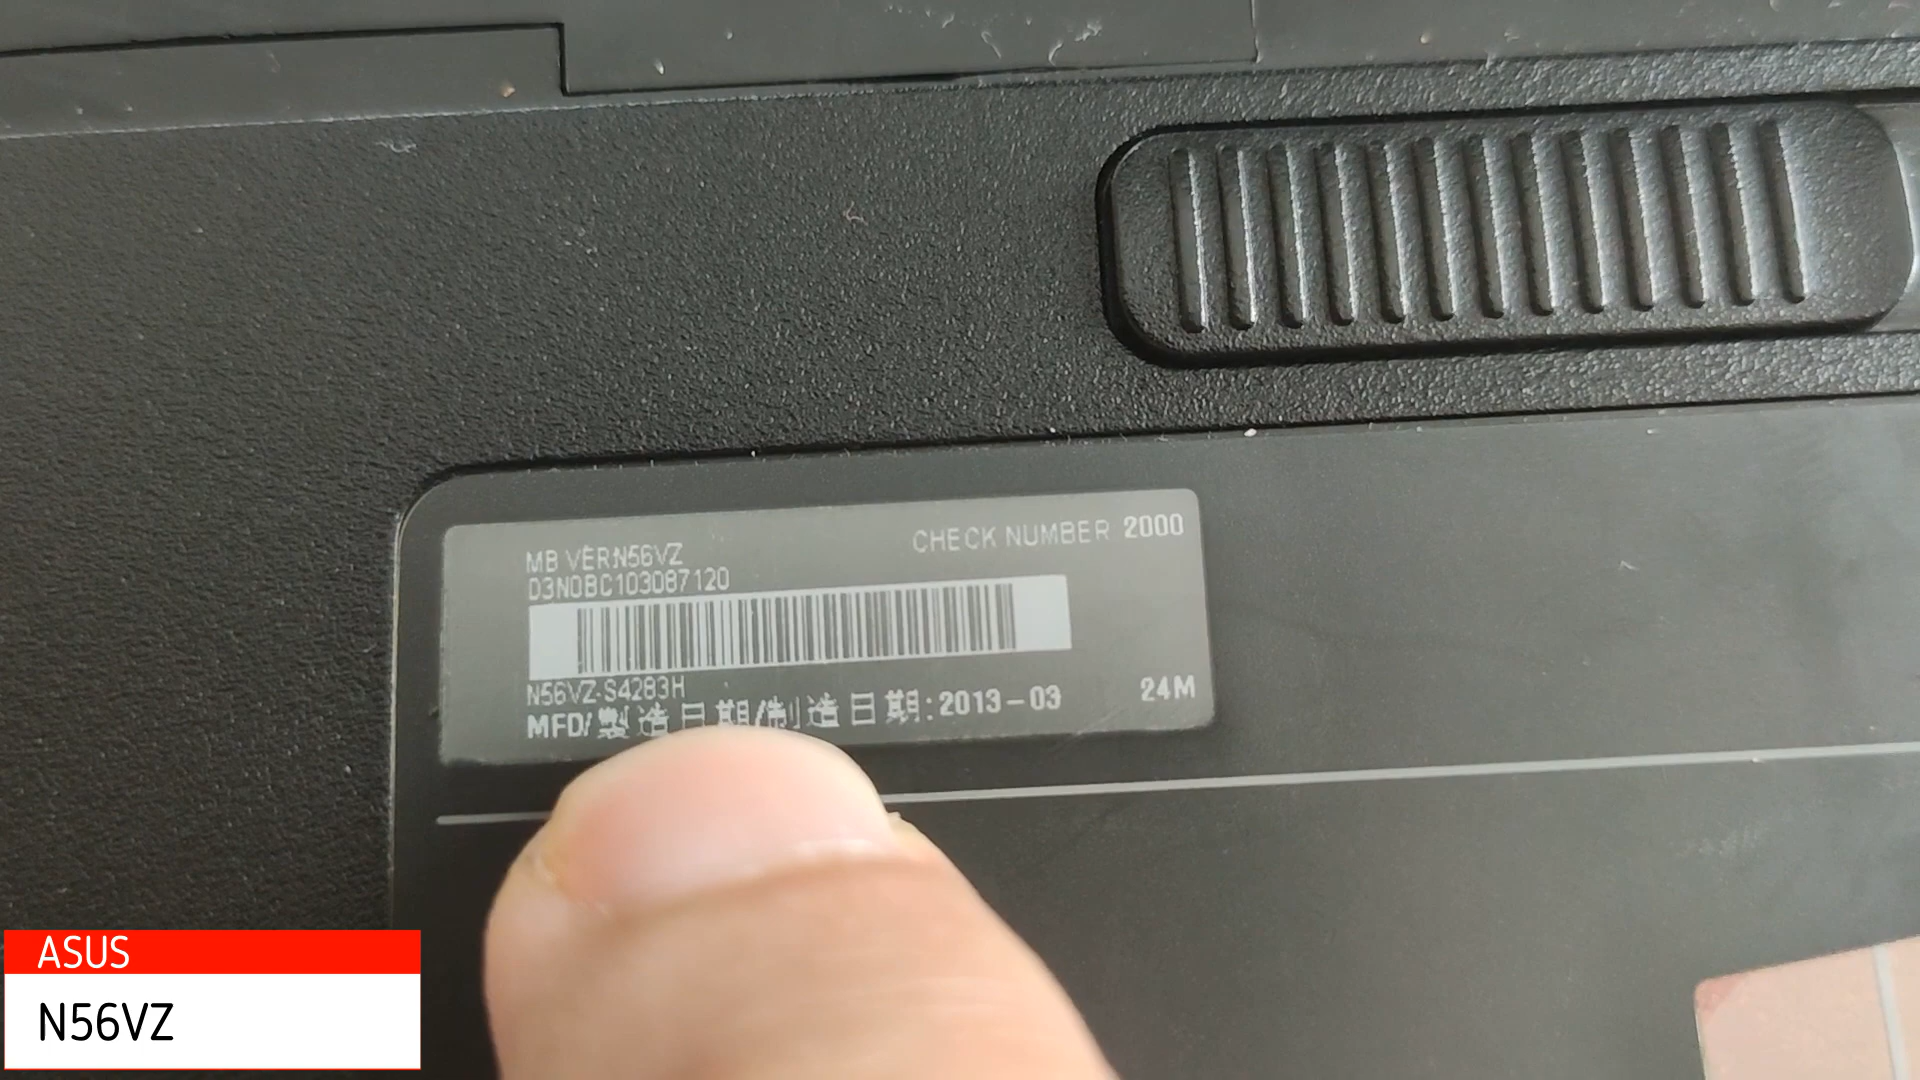 MB VER:N56VZ
CHECK NUMBER 2000
D3N0BC103087120
N56VZ-S4283H
MFD/製造日期/制造日期:2013-03
24M
ASUS
N56VZ